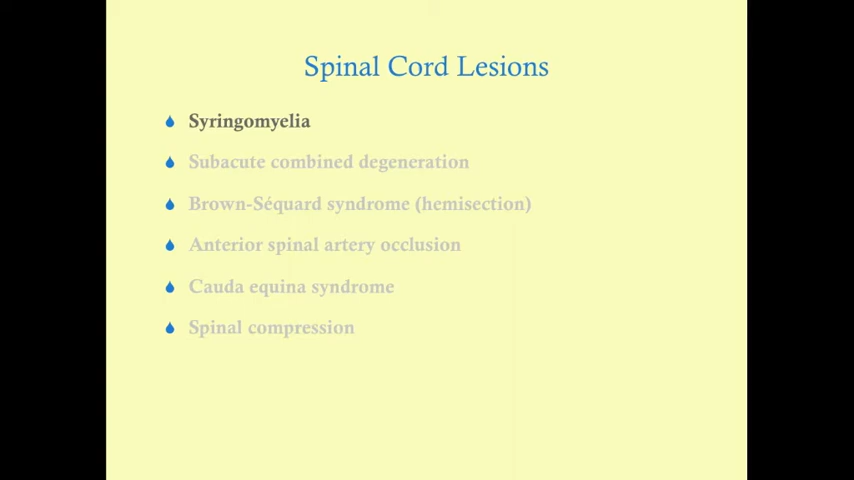 Spinal Cord Lesions
Syringomyelia
Subacute combined degeneration
Brown-Séquard syndrome (hemisection)
Anterior spinal artery occlusion
Cauda equina syndrome
Spinal compression